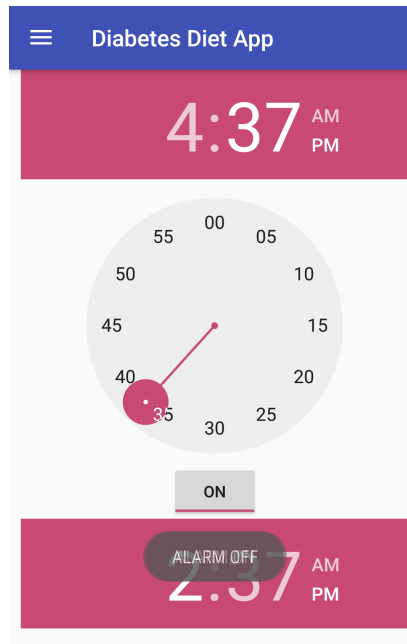 Diabetes Diet App
4:37 AM PM
00
55 05
50 10
45 15
40 20
35 25
30
ON
ALARM OFF
2:37 AM PM